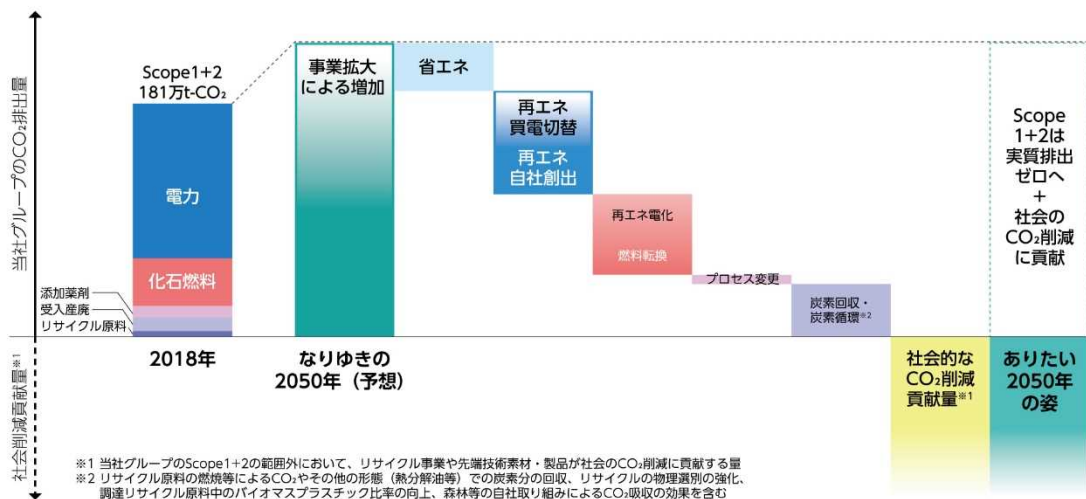 当社グループのCO₂排出量
社会削減貢献量※1
Scope1+2
181万t-CO₂
電力
化石燃料
添加薬剤
受入産廃
リサイクル原料
2018年
事業拡大
による増加
なりゆきの
2050年（予想）
省エネ
再エネ
買電切替
再エネ
自社創出
再エネ電化
燃料転換
プロセス変更
炭素回収・
炭素循環※2
社会的な
CO₂削減
貢献量※1
Scope
1+2は
実質排出
ゼロへ
+
社会の
CO₂削減
に貢献
ありたい
2050年
の姿
※1 当社グループのScope1+2の範囲外において、リサイクル事業や先端技術素材・製品が社会のCO₂削減に貢献する量
※2 リサイクル原料の燃焼等によるCO₂やその他の形態（熱分解油等）での炭素分の回収、リサイクルの物理選別の強化、
調達リサイクル原料中のバイオマスプラスチック比率の向上、森林等の自社取り組みによるCO₂吸収の効果を含む